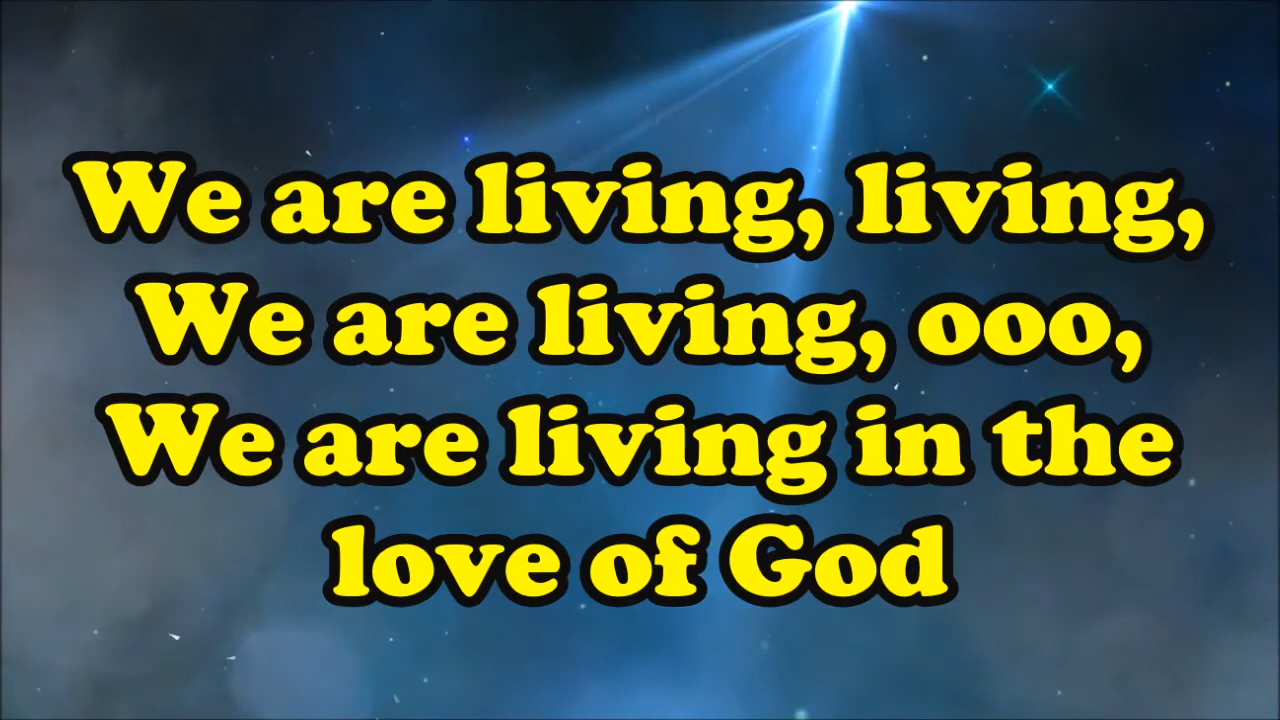 We are living, living,
We are living, ooo,
We are living in the
love of God